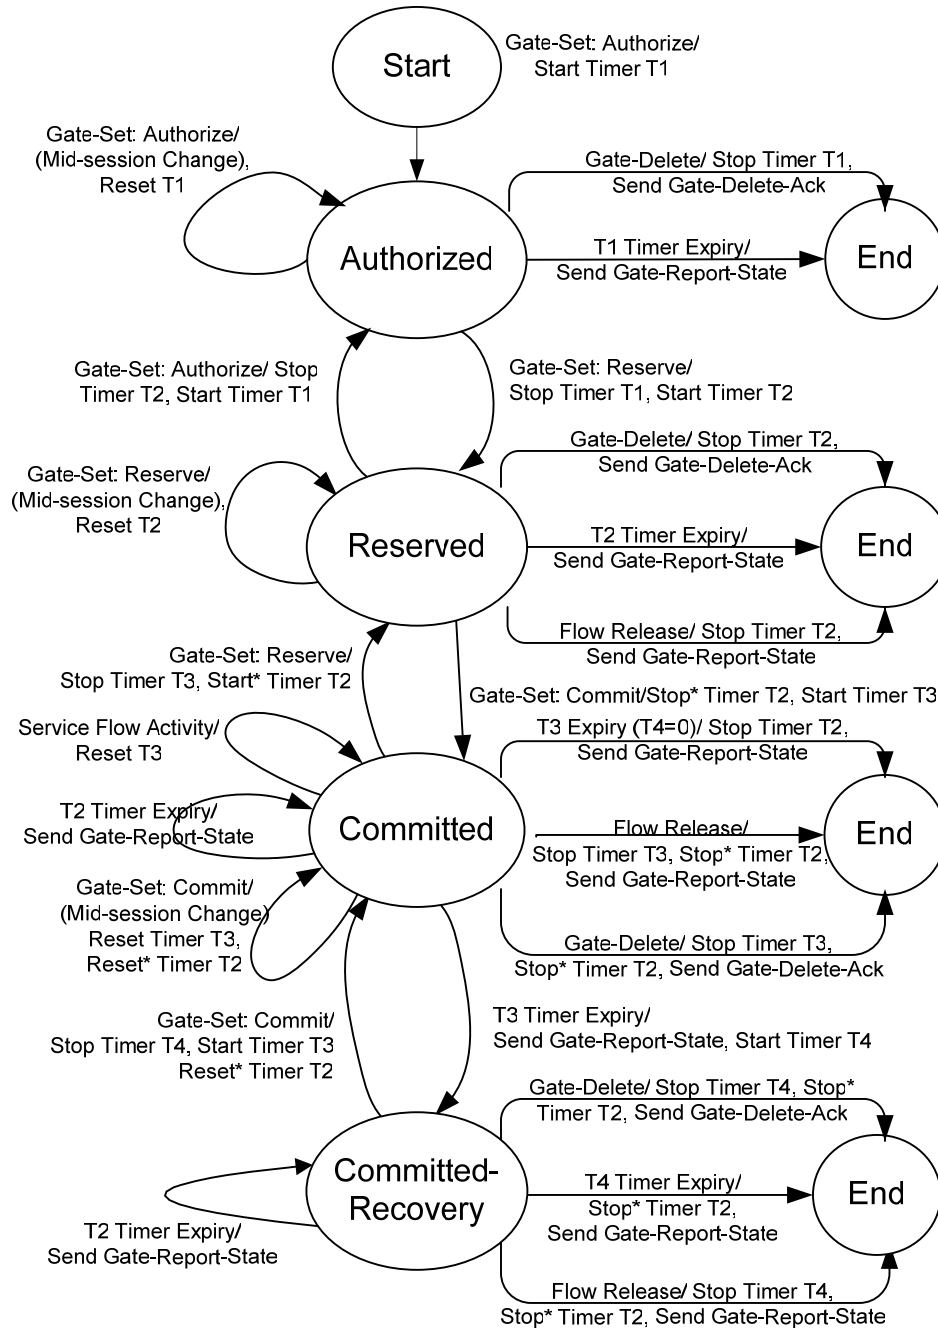 Start
Gate-Set: Authorize/
Start Timer T1
Gate-Set: Authorize/
(Mid-session Change),
Reset T1
Gate-Delete/ Stop Timer T1,
Send Gate-Delete-Ack
Authorized
T1 Timer Expiry/
Send Gate-Report-State
End
Gate-Set: Authorize/ Stop
Timer T2, Start Timer T1
Gate-Set: Reserve/
Stop Timer T1, Start Timer T2
Gate-Set: Reserve/
(Mid-session Change),
Reset T2
Gate-Delete/ Stop Timer T2,
Send Gate-Delete-Ack
Reserved
T2 Timer Expiry/
Send Gate-Report-State
End
Flow Release/ Stop Timer T2,
Send Gate-Report-State
Gate-Set: Reserve/
Stop Timer T3, Start* Timer T2
Gate-Set: Commit/Stop* Timer T2, Start Timer T3
Service Flow Activity/
Reset T3
T3 Expiry (T4=0)/ Stop Timer T2,
Send Gate-Report-State
T2 Timer Expiry/
Send Gate-Report-State
Committed
Flow Release/
Stop Timer T3, Stop* Timer T2,
Send Gate-Report-State
End
Gate-Set: Commit/
(Mid-session Change)
Reset Timer T3,
Reset* Timer T2
Gate-Delete/ Stop Timer T3,
Stop* Timer T2, Send Gate-Delete-Ack
Gate-Set: Commit/
Stop Timer T4, Start Timer T3
Reset* Timer T2
T3 Timer Expiry/
Send Gate-Report-State, Start Timer T4
Gate-Delete/ Stop Timer T4, Stop*
Timer T2, Send Gate-Delete-Ack
Committed-
Recovery
T4 Timer Expiry/
Stop* Timer T2,
Send Gate-Report-State
End
T2 Timer Expiry/
Send Gate-Report-State
Flow Release/ Stop Timer T4,
Stop* Timer T2, Send Gate-Report-State